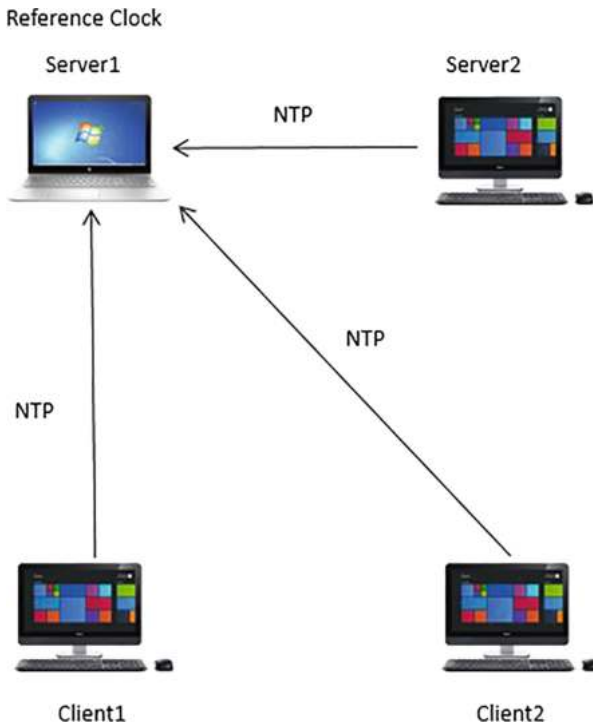 Reference Clock
Server1
Server2
NTP
NTP
NTP
Client1
Client2